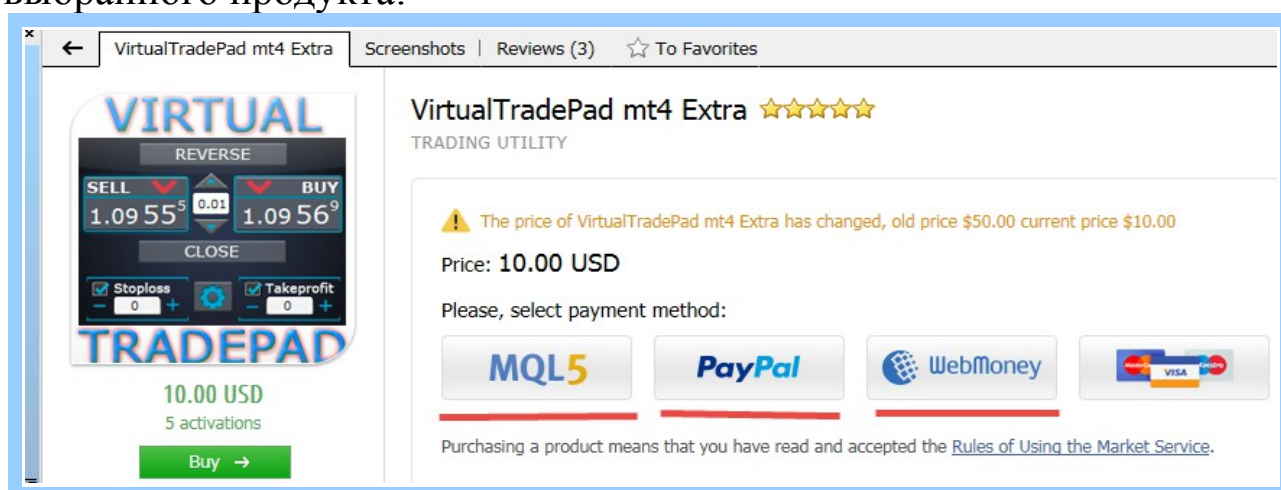 выбранного продукта:
VirtualTradePad mt4 Extra Screenshots | Reviews (3) To Favorites
VIRTUAL
REVERSE
SELL BUY
1.09 55⁵ 0.01 1.09 56⁹
CLOSE
Stoploss Takeprofit
- 0 + - 0 +
TRADEPAD
10.00 USD
5 activations
Buy →
VirtualTradePad mt4 Extra
TRADING UTILITY
The price of VirtualTradePad mt4 Extra has changed, old price $50.00 current price $10.00
Price: 10.00 USD
Please, select payment method:
MQL5 PayPal WebMoney VISA
Purchasing a product means that you have read and accepted the Rules of Using the Market Service.